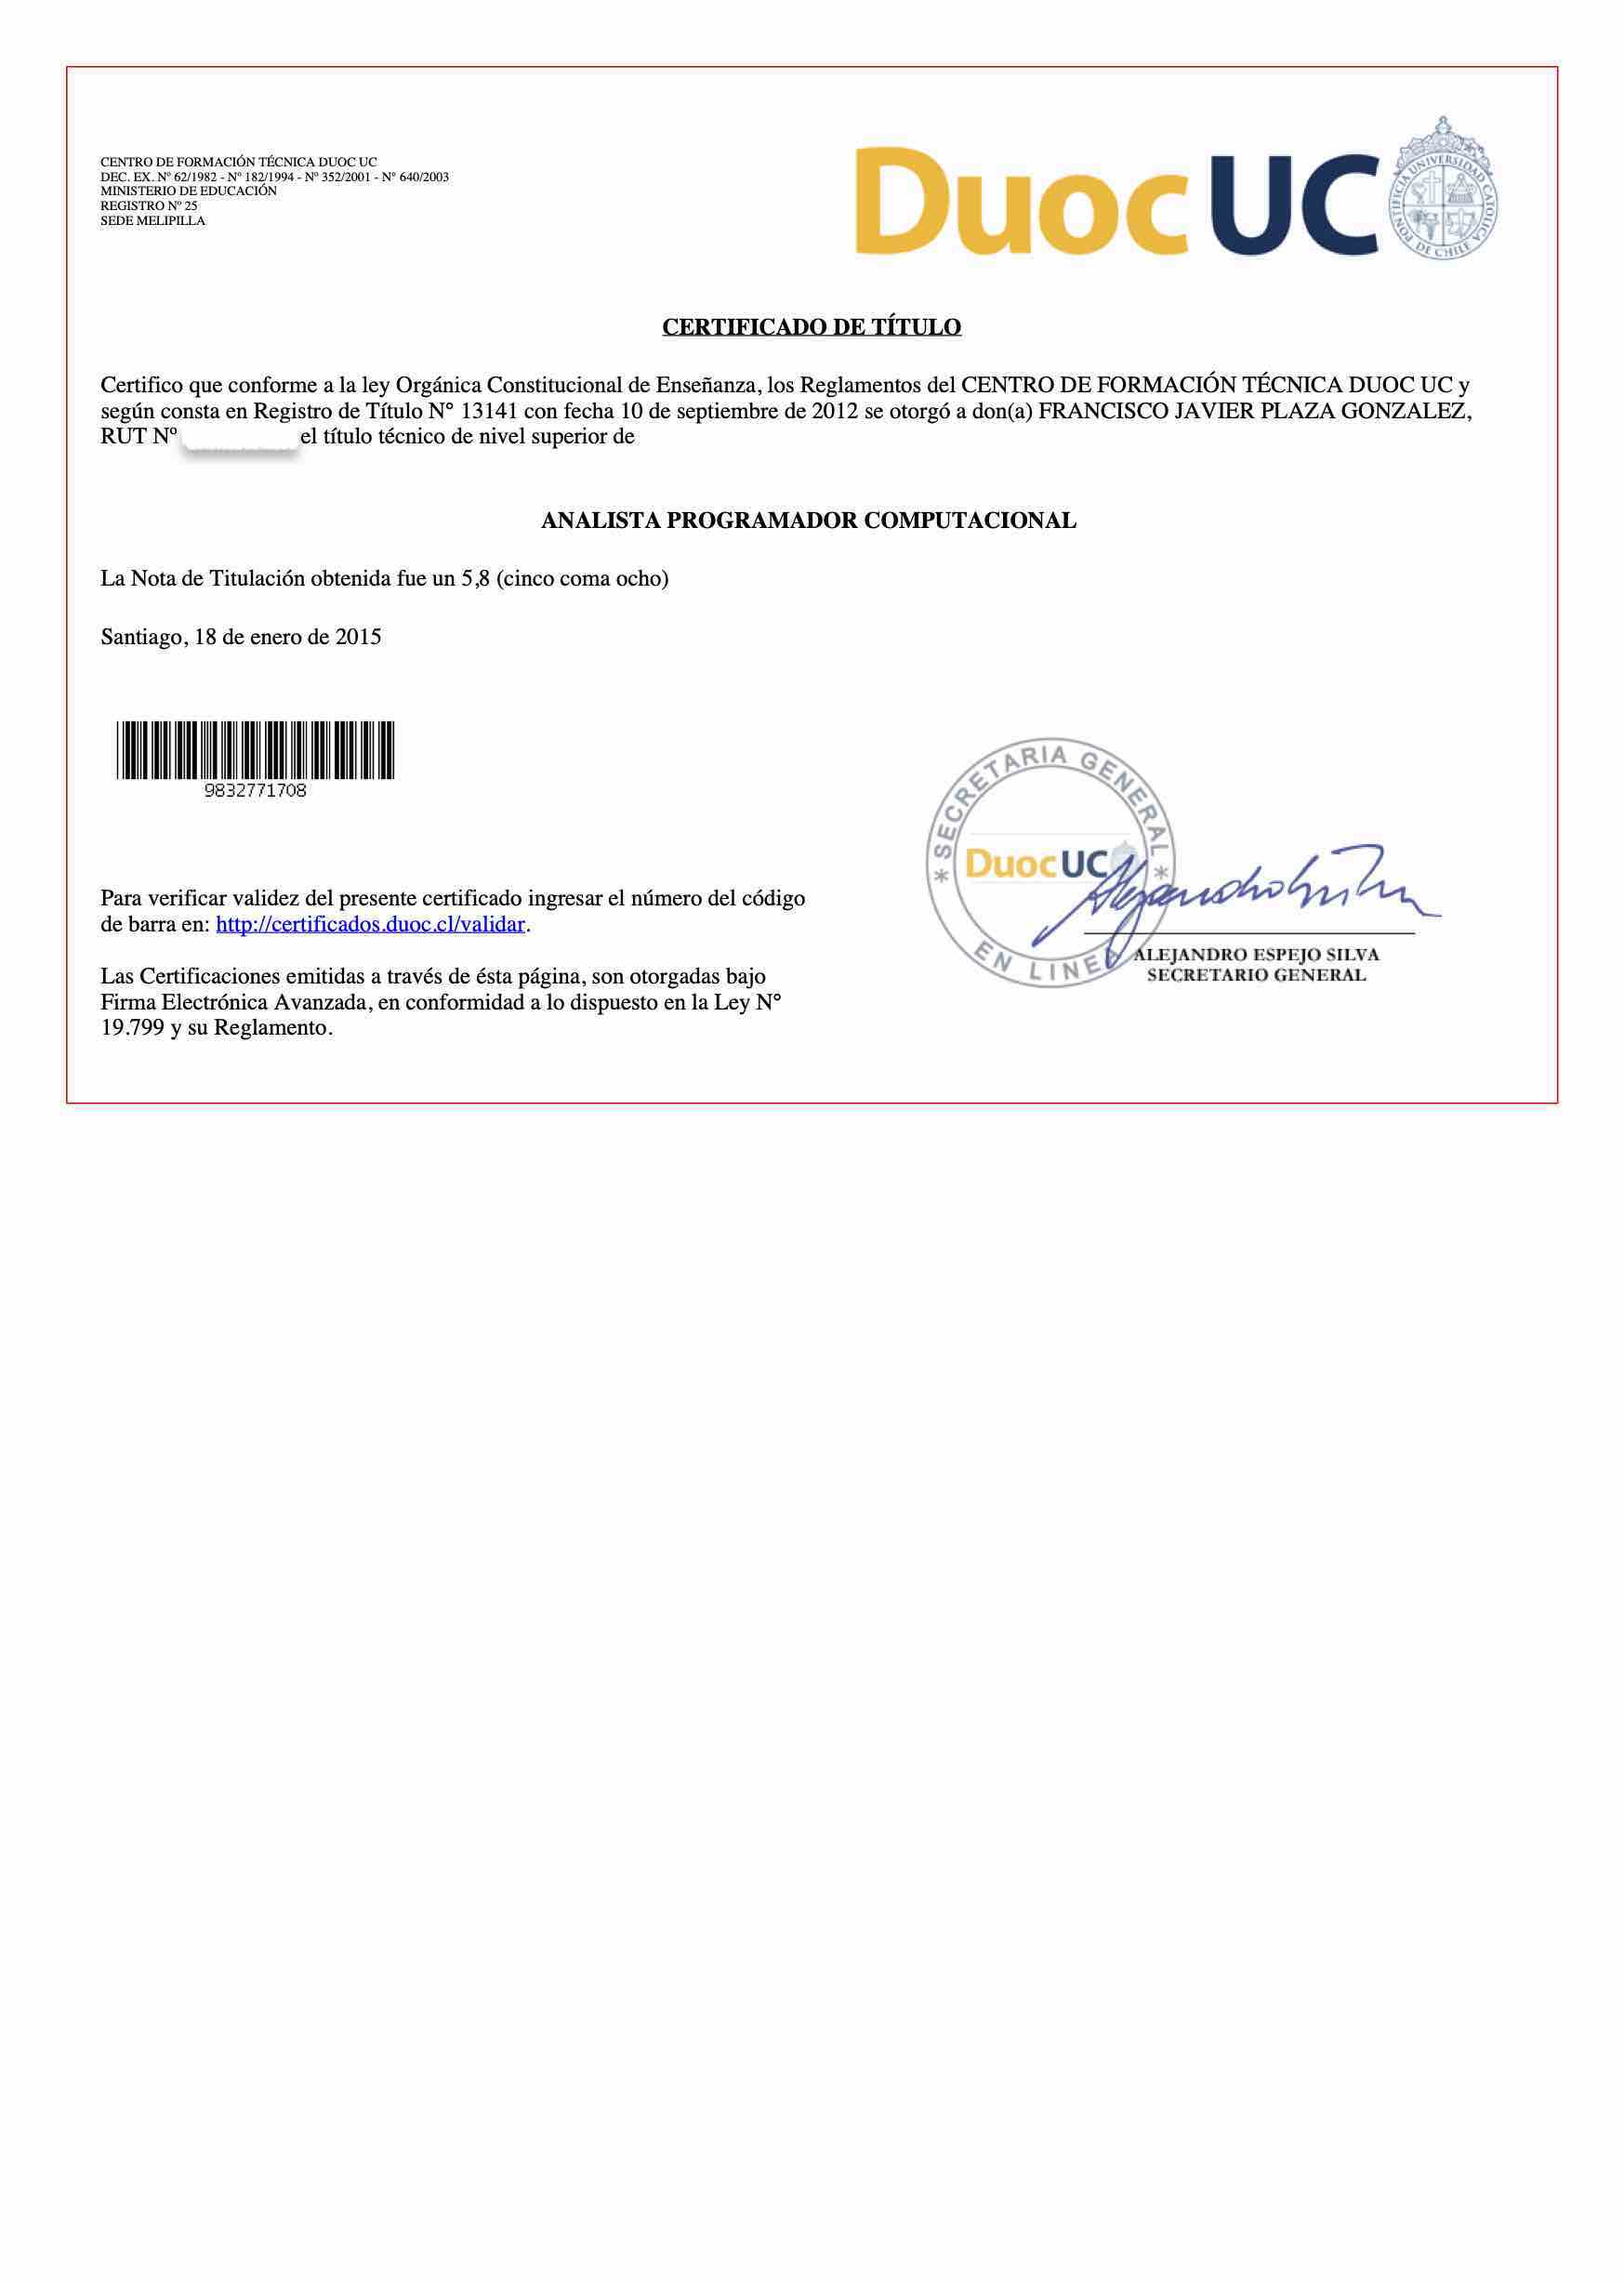 CENTRO DE FORMACIÓN TÉCNICA DUOC UC
DEC. EX. Nº 62/1982 - Nº 182/1994 - Nº 352/2001 - Nº 640/2003
MINISTERIO DE EDUCACIÓN
REGISTRO Nº 25
SEDE MELIPILLA
Duoc UC
PONTIFICIA UNIVERSIDAD CATOLICA DE CHILE
CERTIFICADO DE TÍTULO
Certifico que conforme a la ley Orgánica Constitucional de Enseñanza, los Reglamentos del CENTRO DE FORMACIÓN TÉCNICA DUOC UC y
según consta en Registro de Título N° 13141 con fecha 10 de septiembre de 2012 se otorgó a don(a) FRANCISCO JAVIER PLAZA GONZALEZ,
RUT Nº el título técnico de nivel superior de
ANALISTA PROGRAMADOR COMPUTACIONAL
La Nota de Titulación obtenida fue un 5,8 (cinco coma ocho)
Santiago, 18 de enero de 2015
9832771708
Para verificar validez del presente certificado ingresar el número del código
de barra en: http://certificados.duoc.cl/validar.
Las Certificaciones emitidas a través de ésta página, son otorgadas bajo
Firma Electrónica Avanzada, en conformidad a lo dispuesto en la Ley N°
19.799 y su Reglamento.
* SECRETARIA GENERAL *
Duoc UC
EN LINEA
ALEJANDRO ESPEJO SILVA
SECRETARIO GENERAL